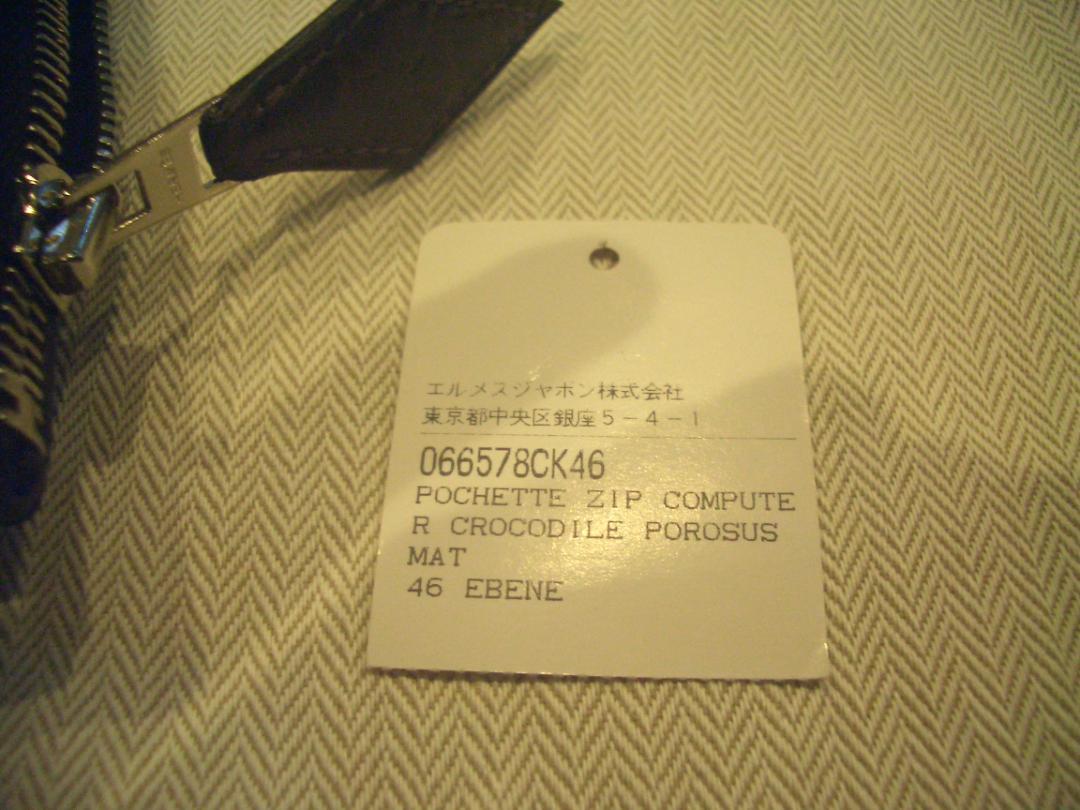 エルメスジャポン株式会社
東京都中央区銀座5-4-1
066578CK46
POCHETTE ZIP COMPUTE
R CROCODILE POROSUS
MAT
46 EBENE